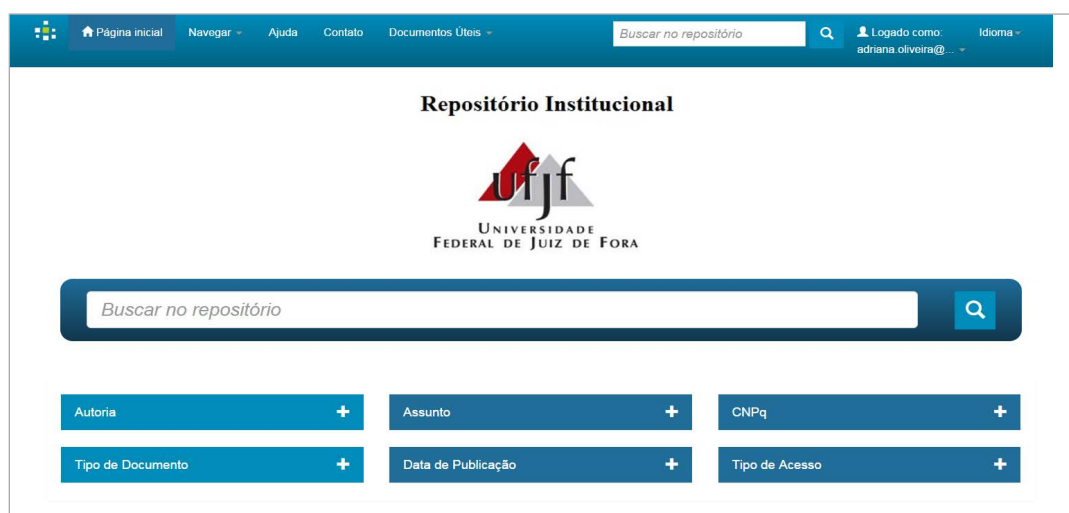 Página inicial Navegar Ajuda Contato Documentos Úteis Buscar no repositório Logado como: Idioma
adriana.oliveira@...
Repositório Institucional
ufjf
UNIVERSIDADE
FEDERAL DE JUIZ DE FORA
Buscar no repositório
Autoria Assunto CNPq
Tipo de Documento Data de Publicação Tipo de Acesso